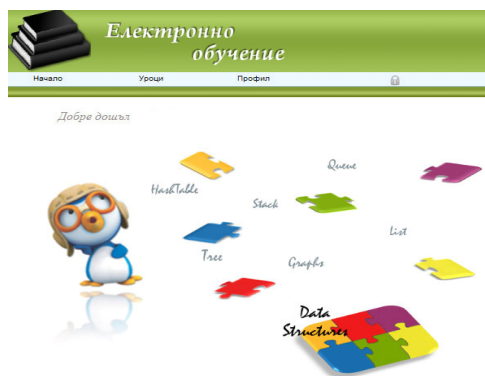 Електронно
обучение
Начало Уроци Профил
Добре дошъл
Queue
HashTable
Stack
List
Tree
Graphs
Data
Structures